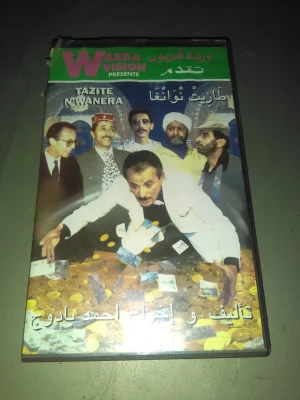 WARDA VISION
PRESENTE
وردة فيزيون
تقدم
TAZITE
N'WANERA
طازيت نوانغا
تأليف و إخراج احمد بادوج